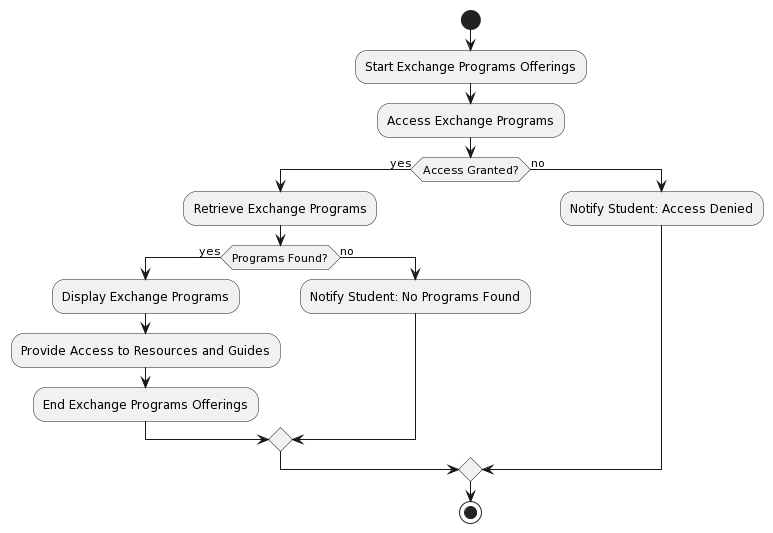 Start Exchange Programs Offerings
Access Exchange Programs
yes
Access Granted?
no
Retrieve Exchange Programs
Notify Student: Access Denied
yes
Programs Found?
no
Display Exchange Programs
Notify Student: No Programs Found
Provide Access to Resources and Guides
End Exchange Programs Offerings